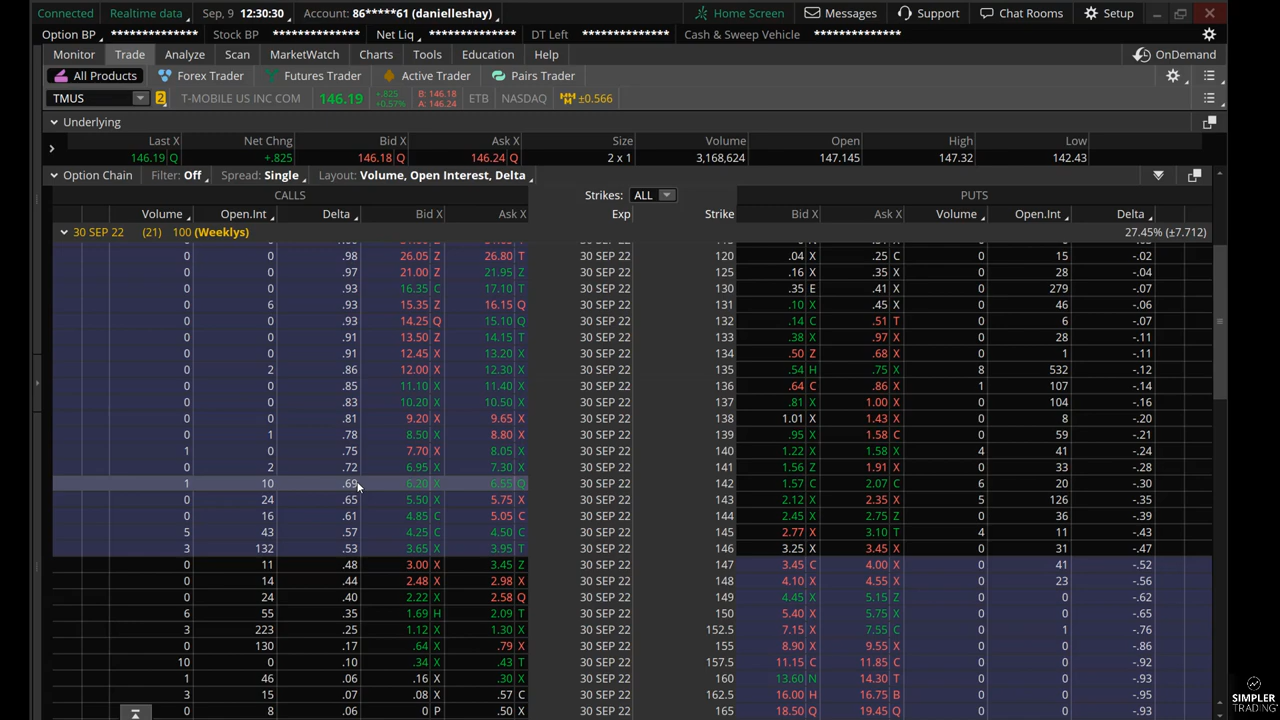 Connected Realtime data Sep, 9 12:30:30 Account: 86*****61 (danielleshay) Home Screen Messages Support Chat Rooms Setup
Option BP ************** Stock BP ************** Net Liq ************** DT Left ************** Cash & Sweep Vehicle **************
Monitor Trade Analyze Scan MarketWatch Charts Tools Education Help OnDemand
All Products Forex Trader Futures Trader Active Trader Pairs Trader
TMUS 2 T-MOBILE US INC COM 146.19 +.825 +0.57% B: 146.18 A: 146.24 ETB NASDAQ ±0.566
Underlying
Last X Net Chng Bid X Ask X Size Volume Open High Low
146.19 Q +.825 146.18 Q 146.24 Q 2 x 1 3,168,624 147.145 147.32 142.43
Option Chain Filter: Off Spread: Single Layout: Volume, Open Interest, Delta
CALLS Strikes: ALL PUTS
Volume Open.Int Delta Bid X Ask X Exp Strike Bid X Ask X Volume Open.Int Delta
30 SEP 22 (21) 100 (Weeklys) 27.45% (±7.712)
0 0 .98 26.05 Z 26.80 T 30 SEP 22 120 .04 X .25 C 0 15 -.02
0 0 .97 21.00 Z 21.95 Z 30 SEP 22 125 .16 X .35 X 0 28 -.04
0 0 .93 16.35 C 17.10 T 30 SEP 22 130 .35 E .41 X 0 279 -.07
0 6 .93 15.35 Z 16.15 Q 30 SEP 22 131 .10 X .45 X 0 46 -.06
0 0 .93 14.25 Q 15.10 Q 30 SEP 22 132 .14 C .51 T 0 6 -.07
0 0 .91 13.50 Z 14.15 T 30 SEP 22 133 .38 X .97 X 0 28 -.11
0 0 .91 12.45 X 13.20 X 30 SEP 22 134 .50 Z .68 X 0 1 -.11
0 2 .86 12.00 X 12.30 X 30 SEP 22 135 .54 H .75 X 8 532 -.12
0 0 .85 11.10 X 11.40 X 30 SEP 22 136 .64 C .86 X 1 107 -.14
0 0 .83 10.20 X 10.50 X 30 SEP 22 137 .81 X 1.00 X 0 104 -.16
0 0 .81 9.20 X 9.65 X 30 SEP 22 138 1.01 X 1.43 X 0 8 -.20
0 1 .78 8.50 X 8.80 X 30 SEP 22 139 .95 X 1.58 C 0 59 -.21
1 0 .75 7.70 X 8.05 X 30 SEP 22 140 1.22 X 1.58 X 4 41 -.24
0 2 .72 6.95 X 7.30 X 30 SEP 22 141 1.56 Z 1.91 X 0 33 -.28
1 10 .69 6.20 X 6.55 Q 30 SEP 22 142 1.57 C 2.07 C 6 20 -.30
0 24 .65 5.50 X 5.75 X 30 SEP 22 143 2.12 X 2.35 X 5 126 -.35
0 16 .61 4.85 C 5.05 C 30 SEP 22 144 2.45 X 2.75 Z 0 36 -.39
0 43 .57 4.25 C 4.50 C 30 SEP 22 145 2.77 X 3.10 T 4 11 -.43
3 132 .53 3.65 X 3.95 T 30 SEP 22 146 3.25 X 3.45 X 0 31 -.47
0 11 .48 3.00 X 3.45 Z 30 SEP 22 147 3.45 C 4.00 X 0 41 -.52
0 14 .44 2.48 X 2.98 X 30 SEP 22 148 4.10 X 4.55 X 0 23 -.56
0 24 .40 2.22 X 2.58 Q 30 SEP 22 149 4.45 X 5.15 Z 0 0 -.62
6 55 .35 1.69 H 2.09 T 30 SEP 22 150 5.40 X 5.75 X 0 0 -.65
3 223 .25 1.12 X 1.30 X 30 SEP 22 152.5 7.15 X 7.55 C 0 1 -.76
0 130 .17 .64 X .79 X 30 SEP 22 155 8.90 X 9.55 X 0 0 -.86
10 0 .10 .34 X .43 T 30 SEP 22 157.5 11.15 C 11.85 C 0 0 -.92
1 46 .06 .16 X .30 X 30 SEP 22 160 13.60 N 14.30 T 0 0 -.93
3 15 .07 .08 X .57 C 30 SEP 22 162.5 16.00 H 16.75 B 0 0 -.95
0 8 .06 0 P .50 X 30 SEP 22 165 18.50 Q 19.45 Q 0 0 -.93
SIMPLER
TRADING